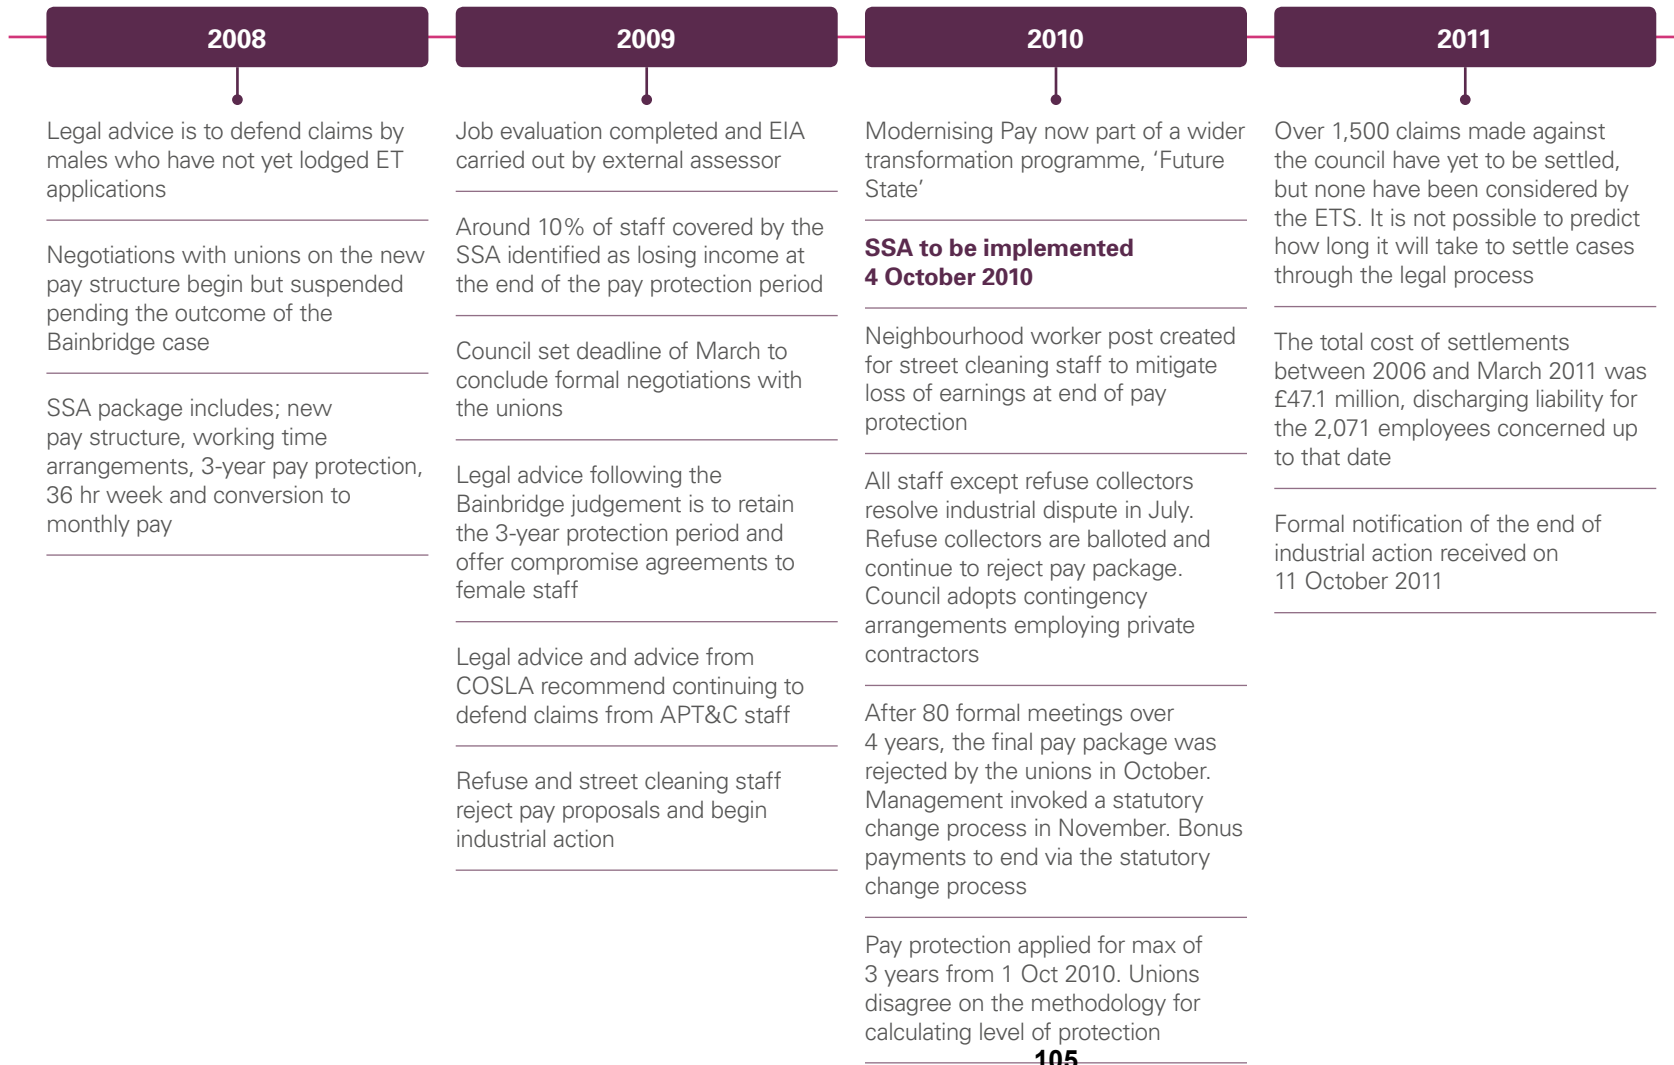 2008
Legal advice is to defend claims by
males who have not yet lodged ET
applications
Negotiations with unions on the new
pay structure begin but suspended
pending the outcome of the
Bainbridge case
SSA package includes; new
pay structure, working time
arrangements, 3-year pay protection,
36 hr week and conversion to
monthly pay
2009
Job evaluation completed and EIA
carried out by external assessor
Around 10% of staff covered by the
SSA identified as losing income at
the end of the pay protection period
Council set deadline of March to
conclude formal negotiations with
the unions
Legal advice following the
Bainbridge judgement is to retain
the 3-year protection period and
offer compromise agreements to
female staff
Legal advice and advice from
COSLA recommend continuing to
defend claims from APT&C staff
Refuse and street cleaning staff
reject pay proposals and begin
industrial action
2010
Modernising Pay now part of a wider
transformation programme, ‘Future
State’
SSA to be implemented
4 October 2010
Neighbourhood worker post created
for street cleaning staff to mitigate
loss of earnings at end of pay
protection
All staff except refuse collectors
resolve industrial dispute in July.
Refuse collectors are balloted and
continue to reject pay package.
Council adopts contingency
arrangements employing private
contractors
After 80 formal meetings over
4 years, the final pay package was
rejected by the unions in October.
Management invoked a statutory
change process in November. Bonus
payments to end via the statutory
change process
Pay protection applied for max of
3 years from 1 Oct 2010. Unions
disagree on the methodology for
calculating level of protection
2011
Over 1,500 claims made against
the council have yet to be settled,
but none have been considered by
the ETS. It is not possible to predict
how long it will take to settle cases
through the legal process
The total cost of settlements
between 2006 and March 2011 was
£47.1 million, discharging liability for
the 2,071 employees concerned up
to that date
Formal notification of the end of
industrial action received on
11 October 2011
105